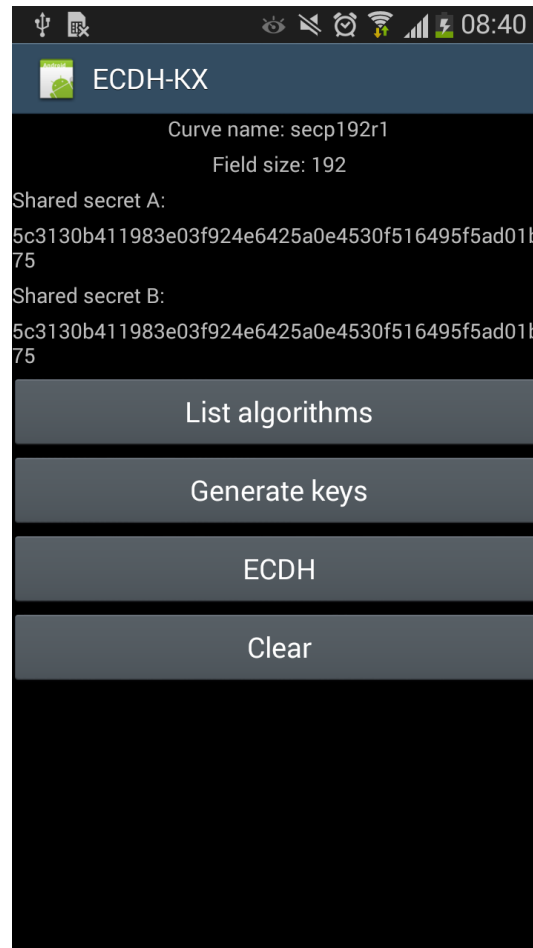 08:40
Android
ECDH-KX
Curve name: secp192r1
Field size: 192
Shared secret A:
5c3130b411983e03f924e6425a0e4530f516495f5ad01b
75
Shared secret B:
5c3130b411983e03f924e6425a0e4530f516495f5ad01b
75
List algorithms
Generate keys
ECDH
Clear